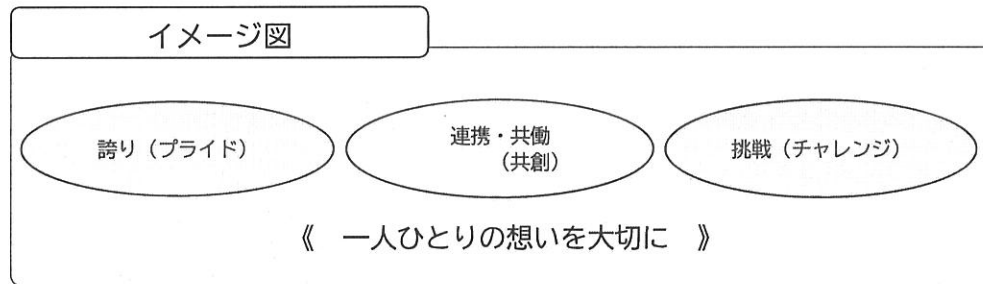 イメージ図
誇り（プライド）
連携・共働
（共創）
挑戦（チャレンジ）
《　一人ひとりの想いを大切に　》